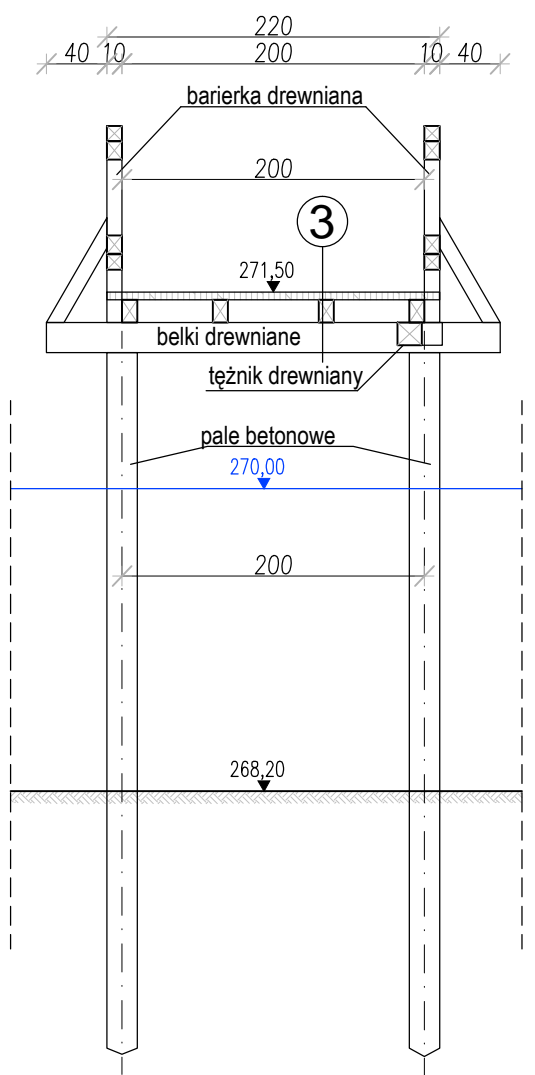 220
40 10 200 10 40
barierka drewniana
200
3
271,50
belki drewniane
tężnik drewniany
pale betonowe
270,00
200
268,20